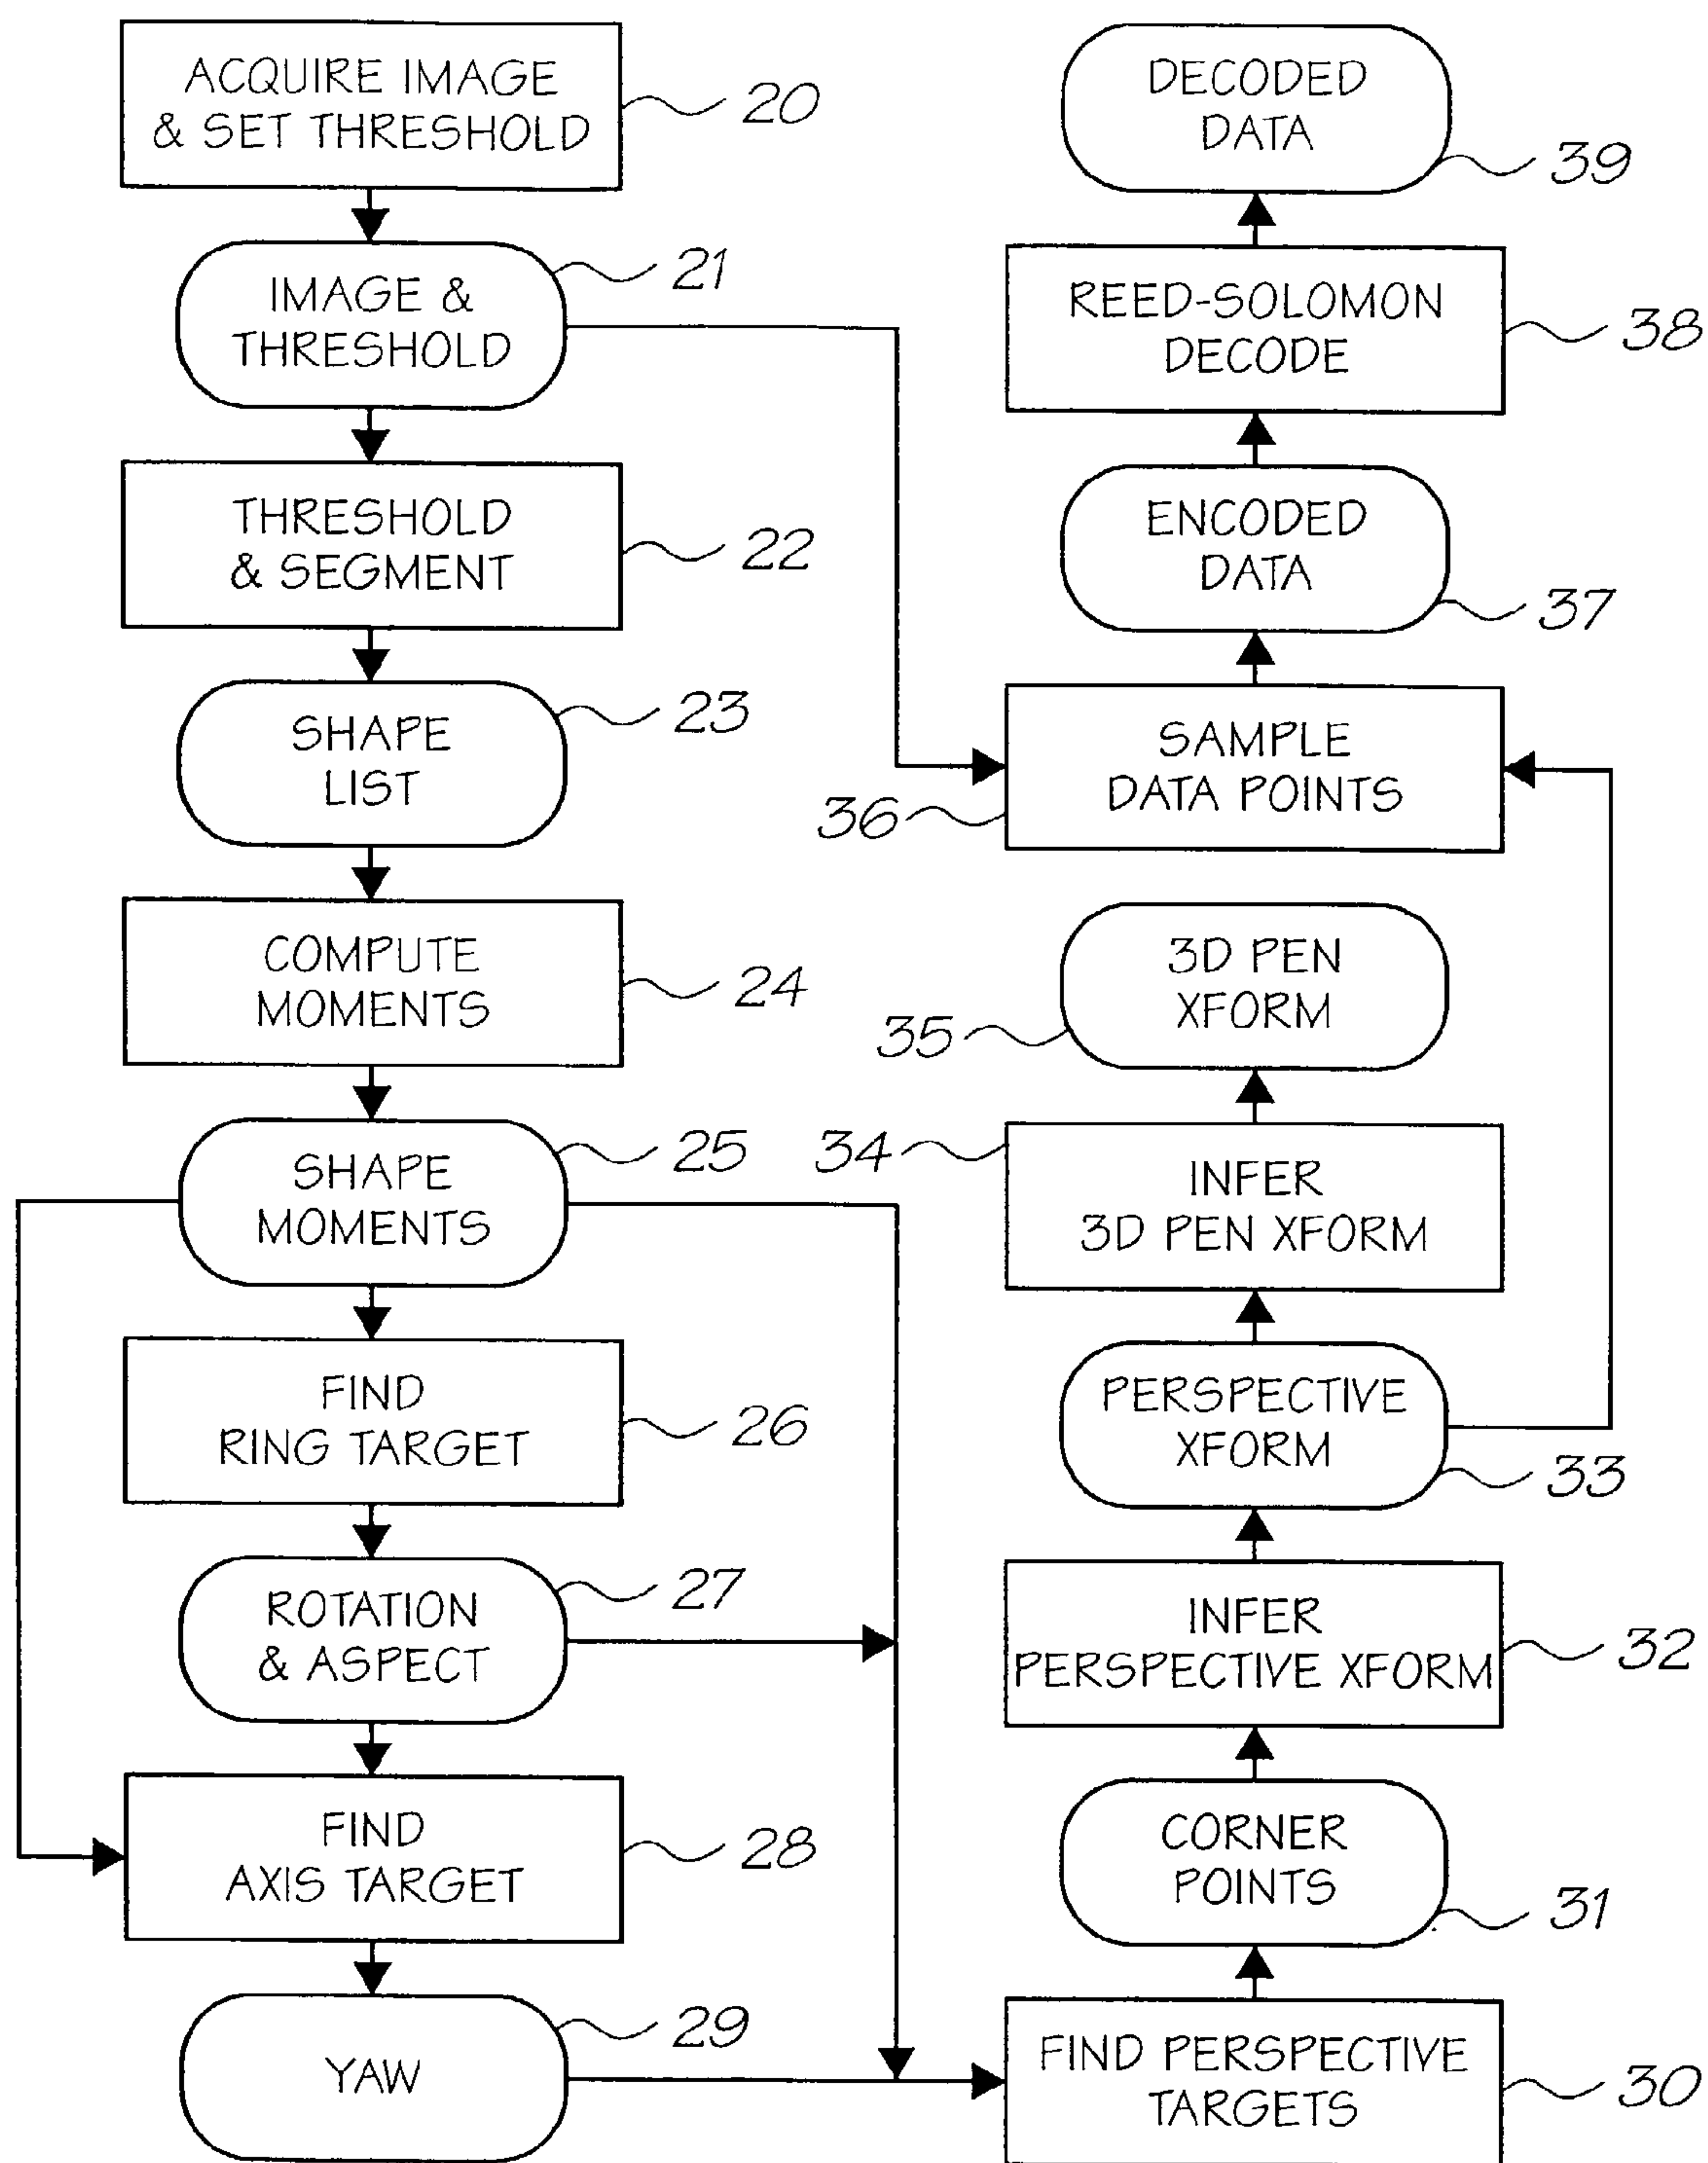 ACQUIRE IMAGE
& SET THRESHOLD
20
IMAGE &
THRESHOLD
21
THRESHOLD
& SEGMENT
22
SHAPE
LIST
23
COMPUTE
MOMENTS
24
SHAPE
MOMENTS
25
FIND
RING TARGET
26
ROTATION
& ASPECT
27
FIND
AXIS TARGET
28
YAW
29
DECODED
DATA
39
REED-SOLOMON
DECODE
38
ENCODED
DATA
37
SAMPLE
DATA POINTS
36
3D PEN
XFORM
35
INFER
3D PEN XFORM
34
PERSPECTIVE
XFORM
33
INFER
PERSPECTIVE XFORM
32
CORNER
POINTS
31
FIND PERSPECTIVE
TARGETS
30